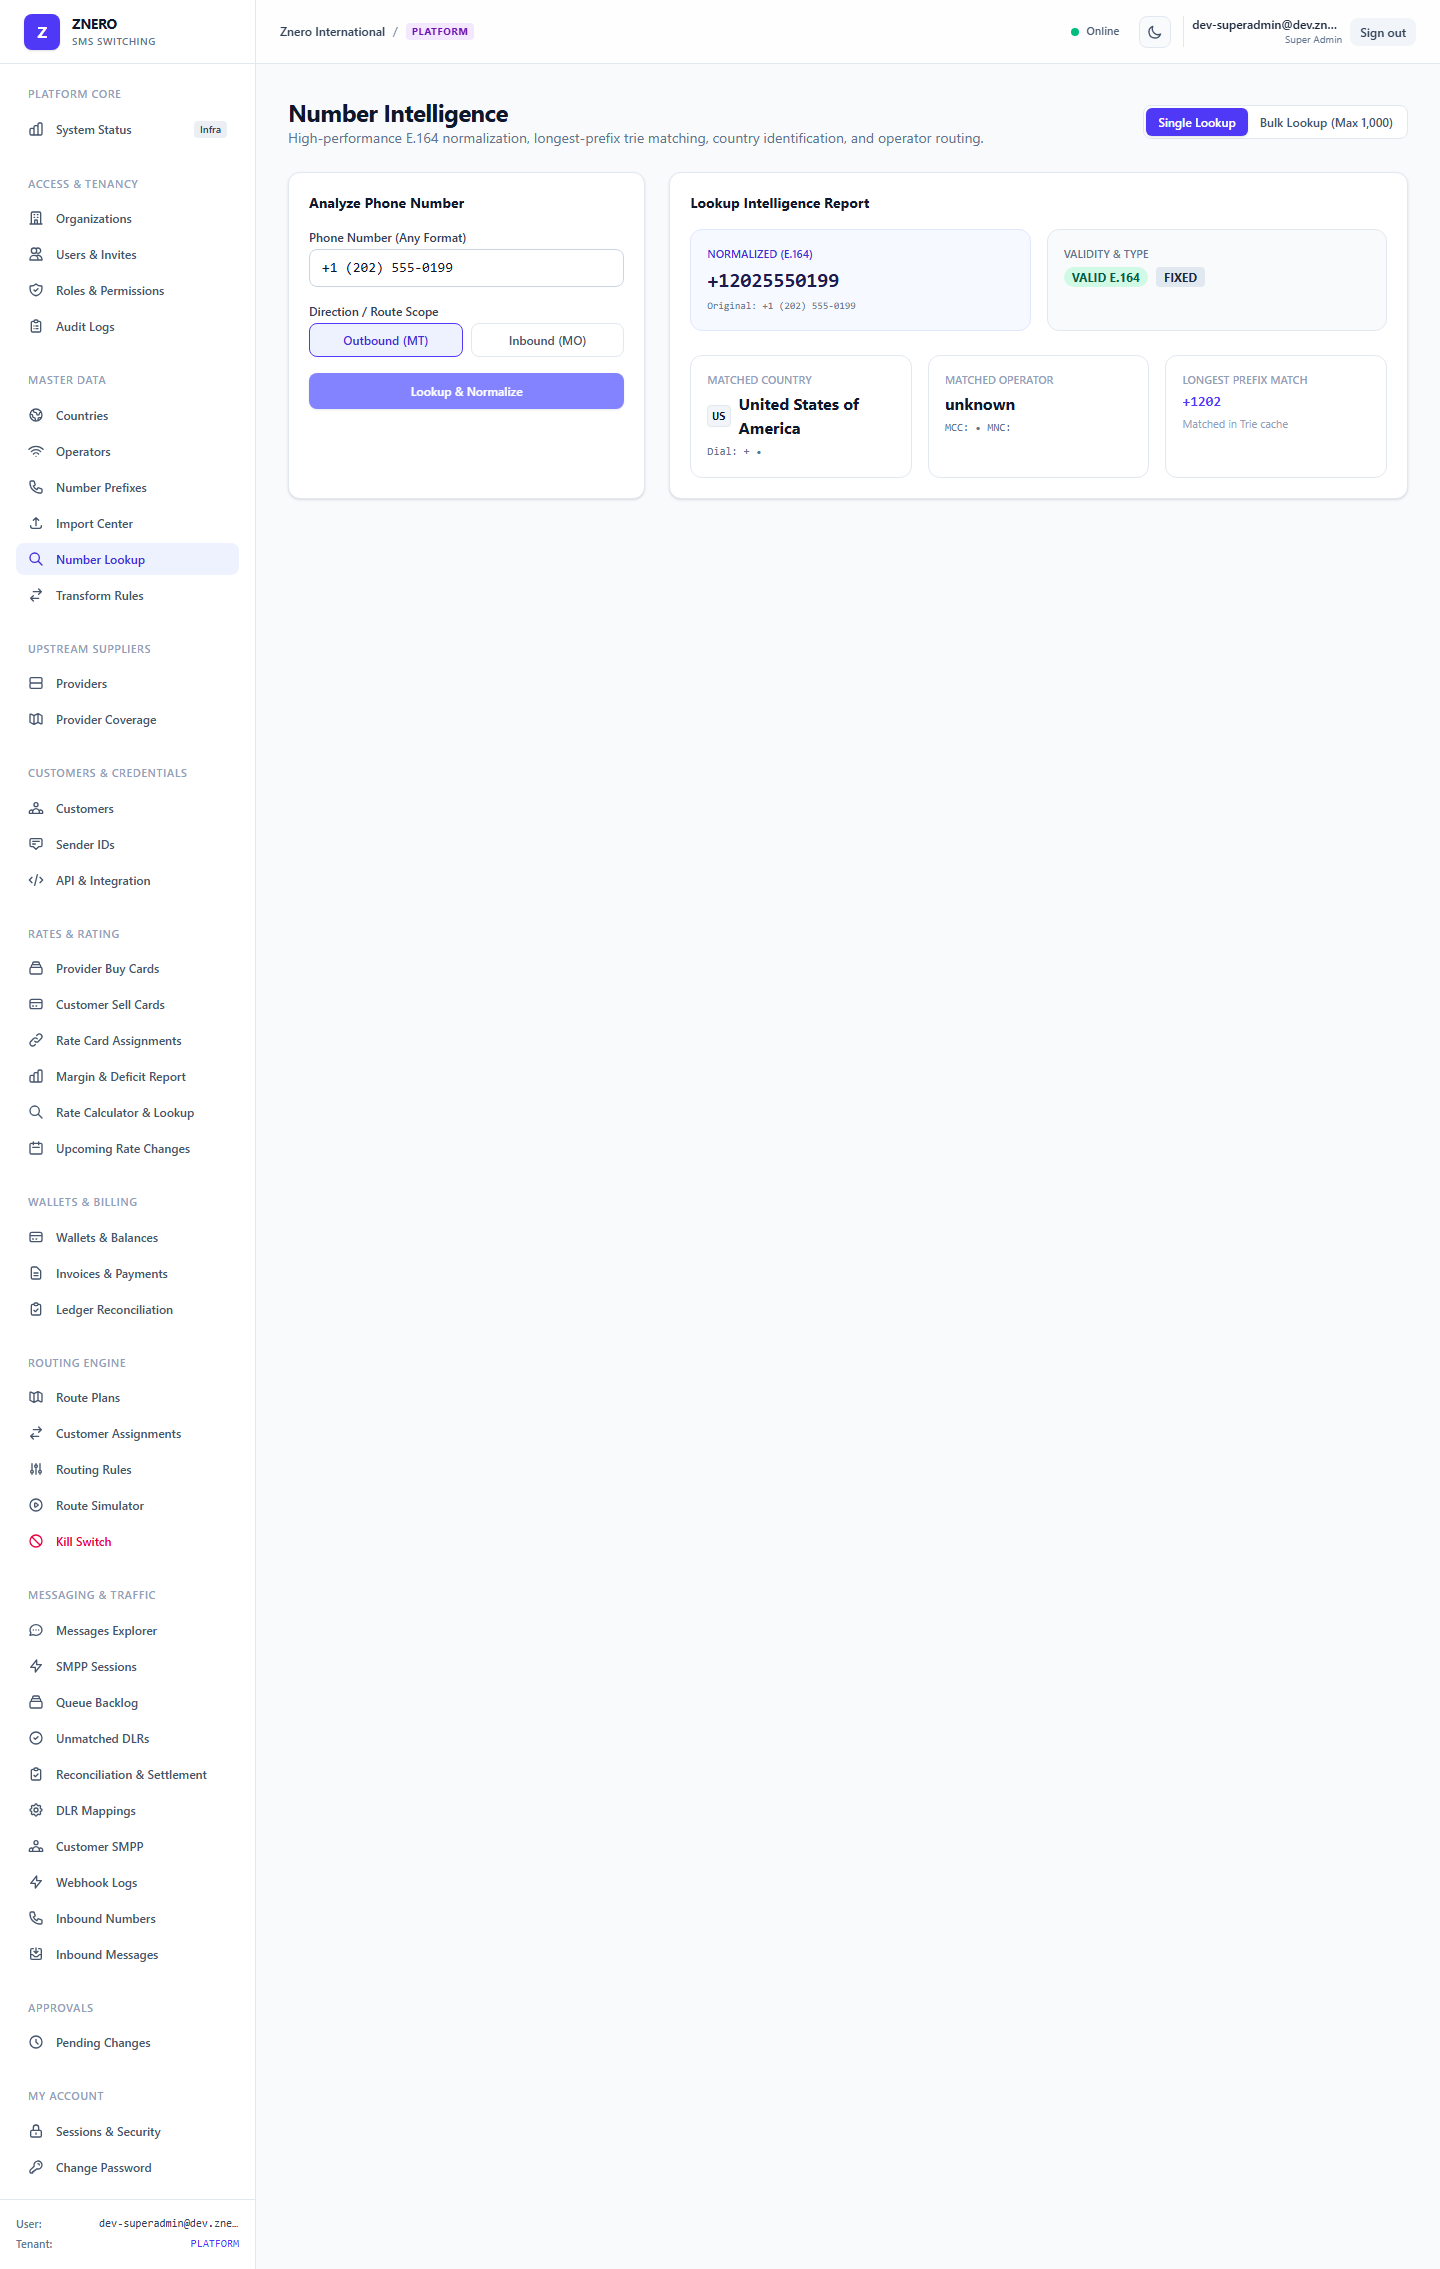 Z
ZNERO
SMS SWITCHING
PLATFORM CORE
System Status
Infra
ACCESS & TENANCY
Organizations
Users & Invites
Roles & Permissions
Audit Logs
MASTER DATA
Countries
Operators
Number Prefixes
Import Center
Number Lookup
Transform Rules
UPSTREAM SUPPLIERS
Providers
Provider Coverage
CUSTOMERS & CREDENTIALS
Customers
Sender IDs
API & Integration
RATES & RATING
Provider Buy Cards
Customer Sell Cards
Rate Card Assignments
Margin & Deficit Report
Rate Calculator & Lookup
Upcoming Rate Changes
WALLETS & BILLING
Wallets & Balances
Invoices & Payments
Ledger Reconciliation
ROUTING ENGINE
Route Plans
Customer Assignments
Routing Rules
Route Simulator
Kill Switch
MESSAGING & TRAFFIC
Messages Explorer
SMPP Sessions
Queue Backlog
Unmatched DLRs
Reconciliation & Settlement
DLR Mappings
Customer SMPP
Webhook Logs
Inbound Numbers
Inbound Messages
APPROVALS
Pending Changes
MY ACCOUNT
Sessions & Security
Change Password
User: dev-superadmin@dev.zne…
Tenant: PLATFORM
Znero International / PLATFORM
Online
dev-superadmin@dev.zn...
Super Admin
Sign out
Number Intelligence
High-performance E.164 normalization, longest-prefix trie matching, country identification, and operator routing.
Single Lookup
Bulk Lookup (Max 1,000)
Analyze Phone Number
Phone Number (Any Format)
+1 (202) 555-0199
Direction / Route Scope
Outbound (MT)
Inbound (MO)
Lookup & Normalize
Lookup Intelligence Report
NORMALIZED (E.164)
+12025550199
Original: +1 (202) 555-0199
VALIDITY & TYPE
VALID E.164
FIXED
MATCHED COUNTRY
US
United States of
America
Dial: + •
MATCHED OPERATOR
unknown
MCC: • MNC:
LONGEST PREFIX MATCH
+1202
Matched in Trie cache